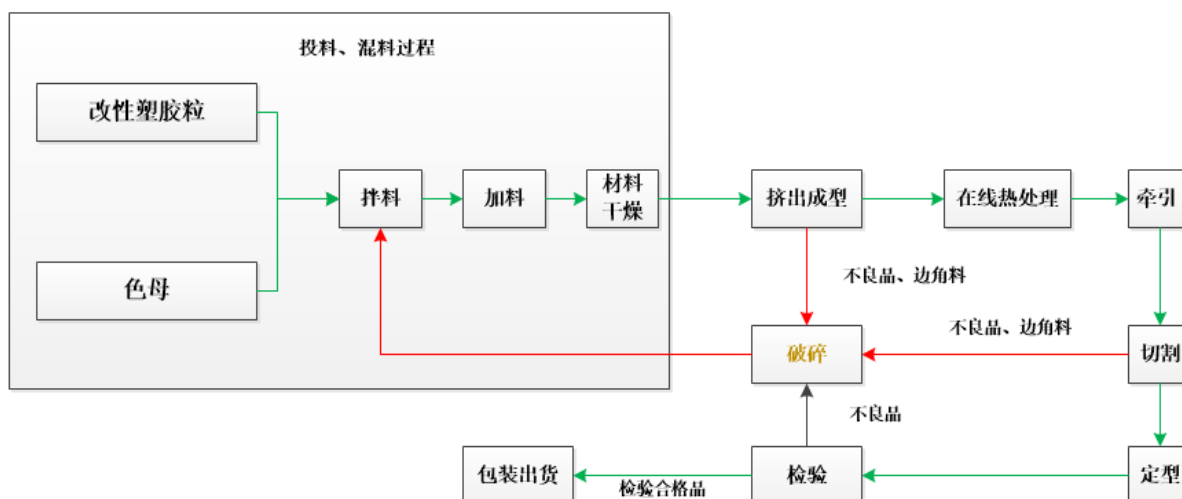 投料、混料过程
改性塑胶粒
色母
拌料
加料
材料
干燥
挤出成型
在线热处理
牵引
不良品、边角料
不良品、边角料
破碎
切割
不良品
包装出货
检验合格品
检验
定型